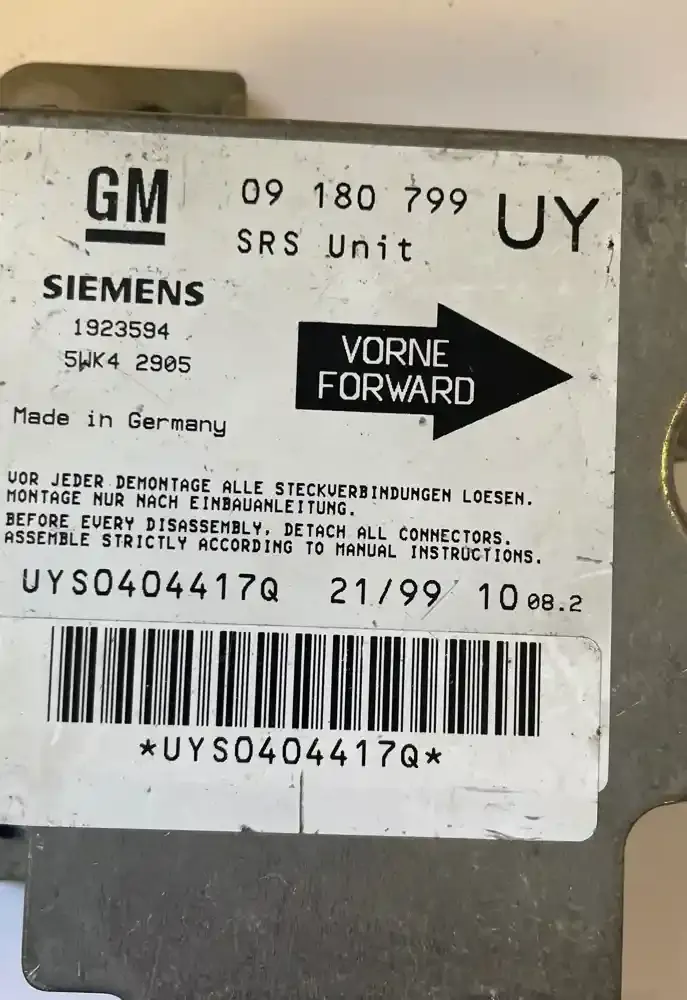 GM 09 180 799 UY
SRS Unit
SIEMENS
1923594
5WK4 2905
VORNE
FORWARD
Made in Germany
VOR JEDER DEMONTAGE ALLE STECKVERBINDUNGEN LOESEN.
MONTAGE NUR NACH EINBAUANLEITUNG.
BEFORE EVERY DISASSEMBLY, DETACH ALL CONNECTORS.
ASSEMBLE STRICTLY ACCORDING TO MANUAL INSTRUCTIONS.
UYS0404417Q 21/99 10 08.2
*UYS0404417Q*